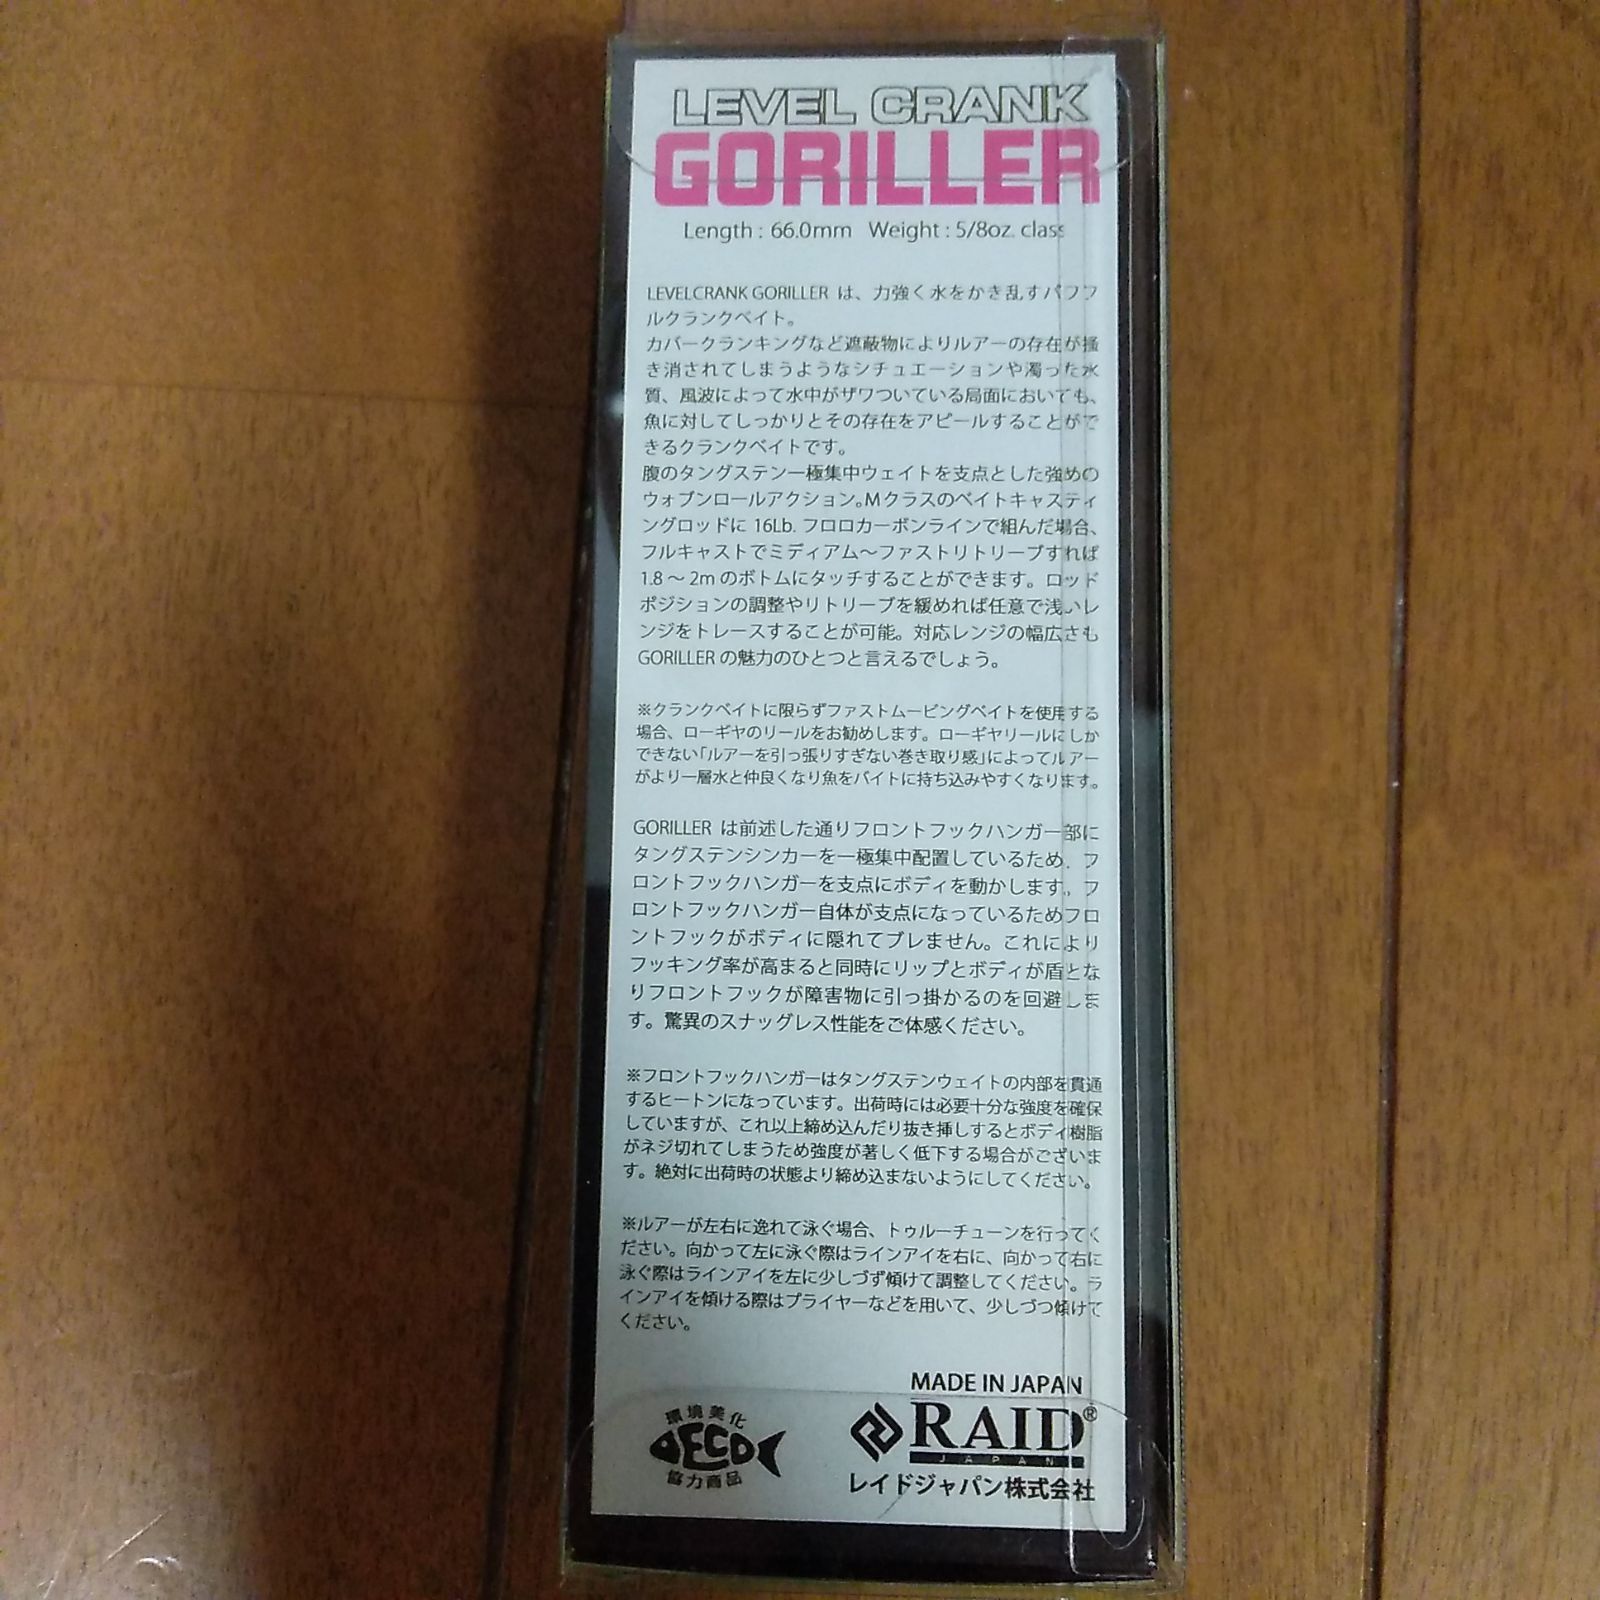 LEVEL CRANK
GORILLER
Length : 66.0mm Weight : 5/8oz. class
LEVELCRANK GORILLER は、力強く水をかき乱すパワフ
ルクランクベイト。
カバークランキングなど遮蔽物によりルアーの存在が掻
き消されてしまうようなシチュエーションや濁った水
質、風波によって水中がザワついている局面においても、
魚に対してしっかりとその存在をアピールすることがで
きるクランクベイトです。
腹のタングステン一極集中ウェイトを支点とした強めの
ウォブンロールアクション。Mクラスのベイトキャスティ
ングロッドに 16Lb. フロロカーボンラインで組んだ場合、
フルキャストでミディアム～ファストリトリーブすれば
1.8 ～ 2m のボトムにタッチすることができます。ロッド
ポジションの調整やリトリーブを緩めれば任意で浅いレ
ンジをトレースすることが可能。対応レンジの幅広さも
GORILLER の魅力のひとつと言えるでしょう。
※クランクベイトに限らずファストムービングベイトを使用する
場合、ローギヤのリールをお勧めします。ローギヤリールにしか
できない「ルアーを引っ張りすぎない巻き取り感」によってルアー
がより一層水と仲良くなり魚をバイトに持ち込みやすくなります。
GORILLER は前述した通りフロントフックハンガー部に
タングステンシンカーを一極集中配置しているため、フ
ロントフックハンガーを支点にボディを動かします。フ
ロントフックハンガー自体が支点になっているためフロ
ントフックがボディに隠れてブレません。これにより
フッキング率が高まると同時にリップとボディが盾とな
りフロントフックが障害物に引っ掛かるのを回避しま
す。驚異のスナッグレス性能をご体感ください。
※フロントフックハンガーはタングステンウェイトの内部を貫通
するヒートンになっています。出荷時には必要十分な強度を確保
していますが、これ以上締め込んだり抜き挿しするとボディ樹脂
がネジ切れてしまうため強度が著しく低下する場合がございま
す。絶対に出荷時の状態より締め込まないようにしてください。
※ルアーが左右に逸れて泳ぐ場合、トゥルーチューンを行ってく
ださい。向かって左に泳ぐ際はラインアイを右に、向かって右に
泳ぐ際はラインアイを左に少しづず傾けて調整してください。ラ
インアイを傾ける際はプライヤーなどを用いて、少しづつ傾けて
ください。
MADE IN JAPAN
環境美化
ECO
協力商品
RAID®
JAPAN
レイドジャパン株式会社